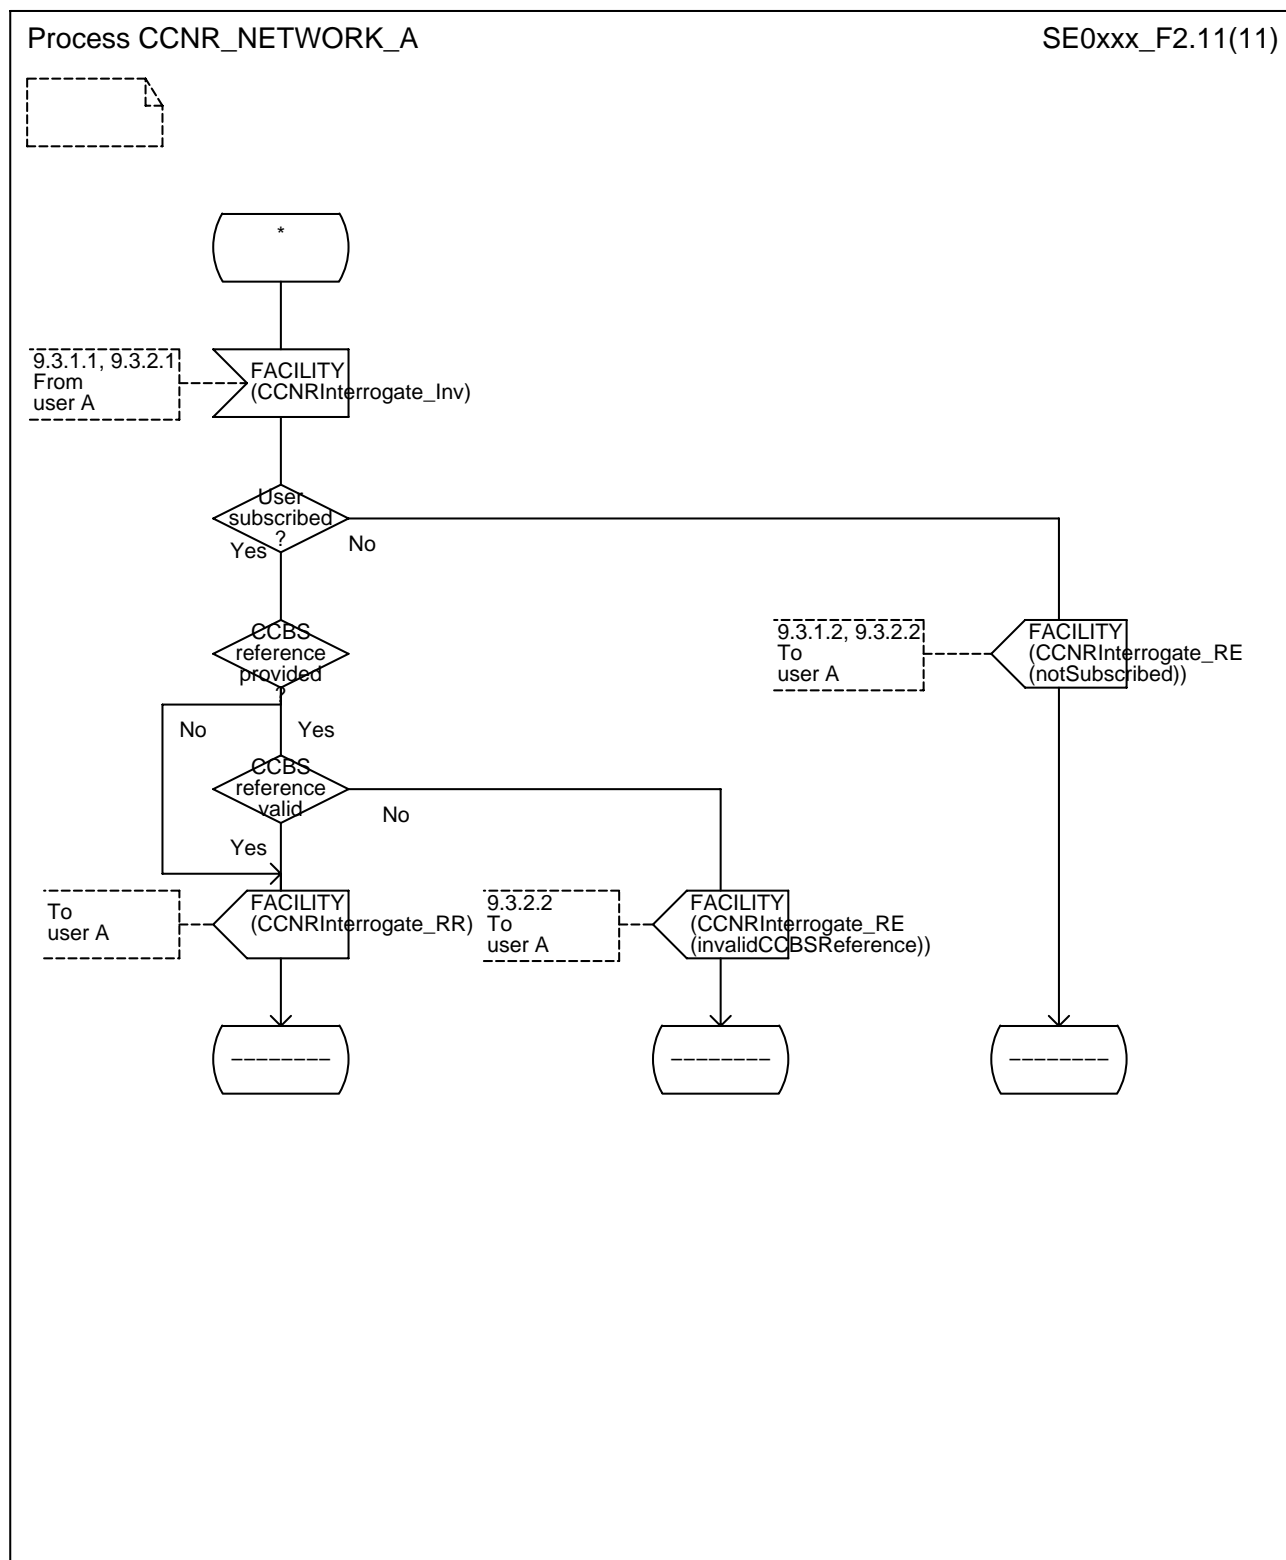 Process CCNR_NETWORK_A
SE0xxx_F2.11(11)
*
9.3.1.1, 9.3.2.1
From
user A
FACILITY
(CCNRInterrogate_Inv)
User
subscribed
?
Yes
No
CCBS
reference
provided
?
9.3.1.2, 9.3.2.2
To
user A
FACILITY
(CCNRInterrogate_RE
(notSubscribed))
No
Yes
CCBS
reference
valid
No
Yes
To
user A
FACILITY
(CCNRInterrogate_RR)
9.3.2.2
To
user A
FACILITY
(CCNRInterrogate_RE
(invalidCCBSReference))